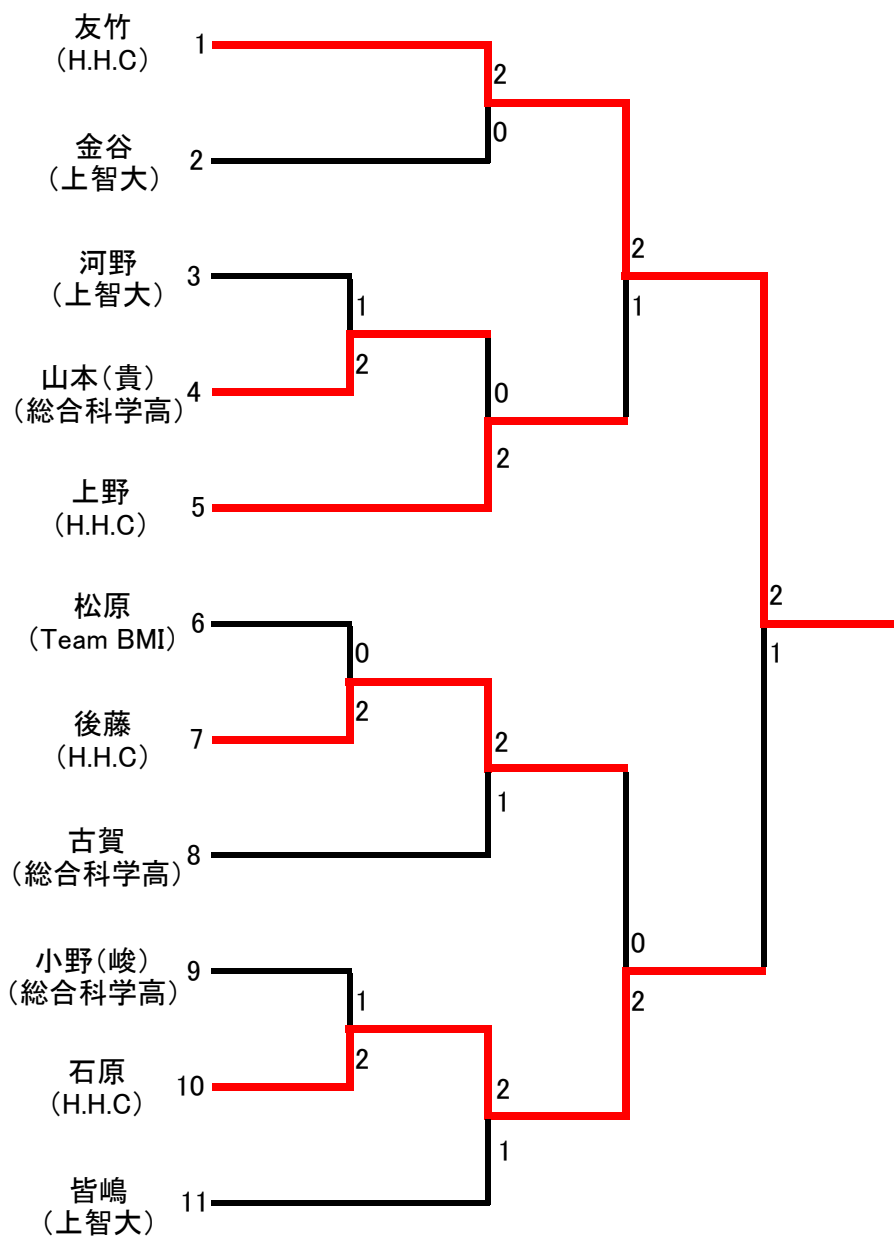 友竹
(H.H.C)
1
2
0
金谷
(上智大)
2
河野
(上智大)
3
1
2
山本(貴)
(総合科学高)
4
0
2
上野
(H.H.C)
5
2
1
松原
(Team BMI)
6
0
2
後藤
(H.H.C)
7
2
1
古賀
(総合科学高)
8
2
1
小野(峻)
(総合科学高)
9
1
2
石原
(H.H.C)
10
2
1
皆嶋
(上智大)
11
0
2